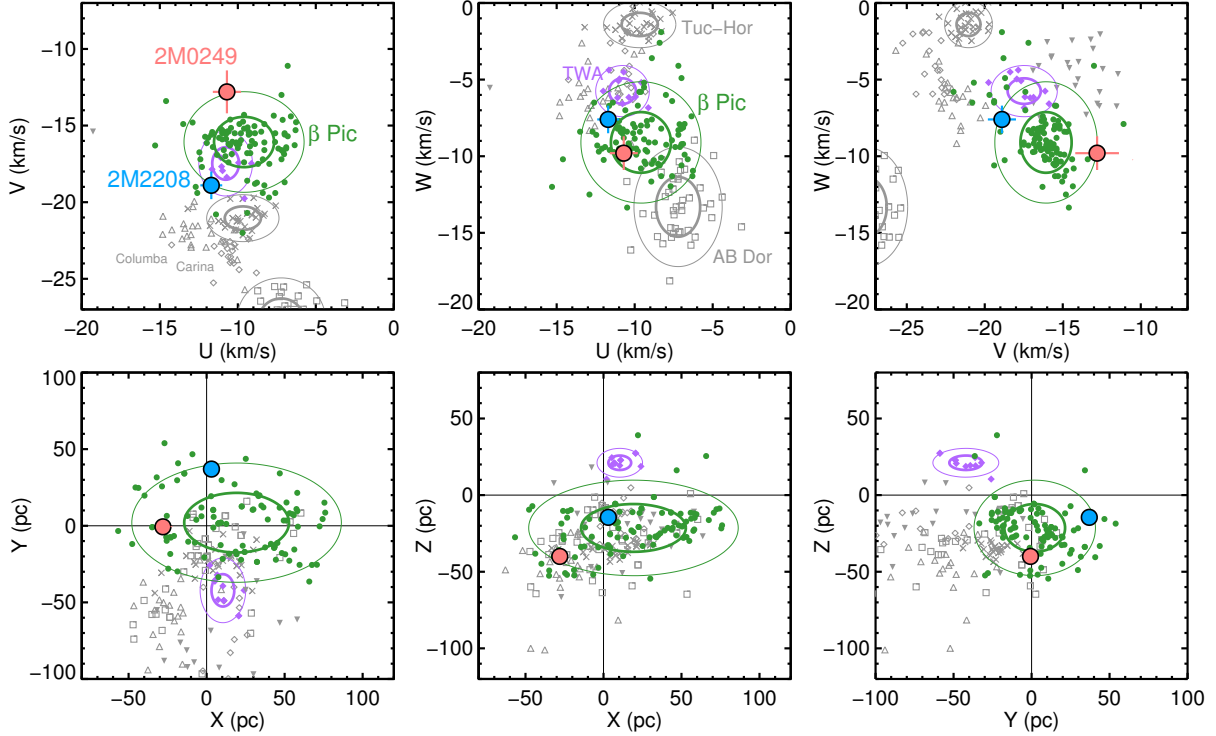 2M0249
β Pic
2M2208
Columba
Carina
−10
−15
−20
−25
V (km/s)
−20
−15
−10
−5
0
U (km/s)
Tuc−Hor
TWA
β Pic
AB Dor
0
−5
−10
−15
−20
W (km/s)
−20
−15
−10
−5
0
U (km/s)
0
−5
−10
−15
−20
W (km/s)
−25
−20
−15
−10
−5
V (km/s)
100
50
0
−50
−100
Y (pc)
−50
0
50
100
X (pc)
50
0
−50
−100
Z (pc)
−50
0
50
100
X (pc)
50
0
−50
−100
Z (pc)
−100
−50
0
50
100
Y (pc)